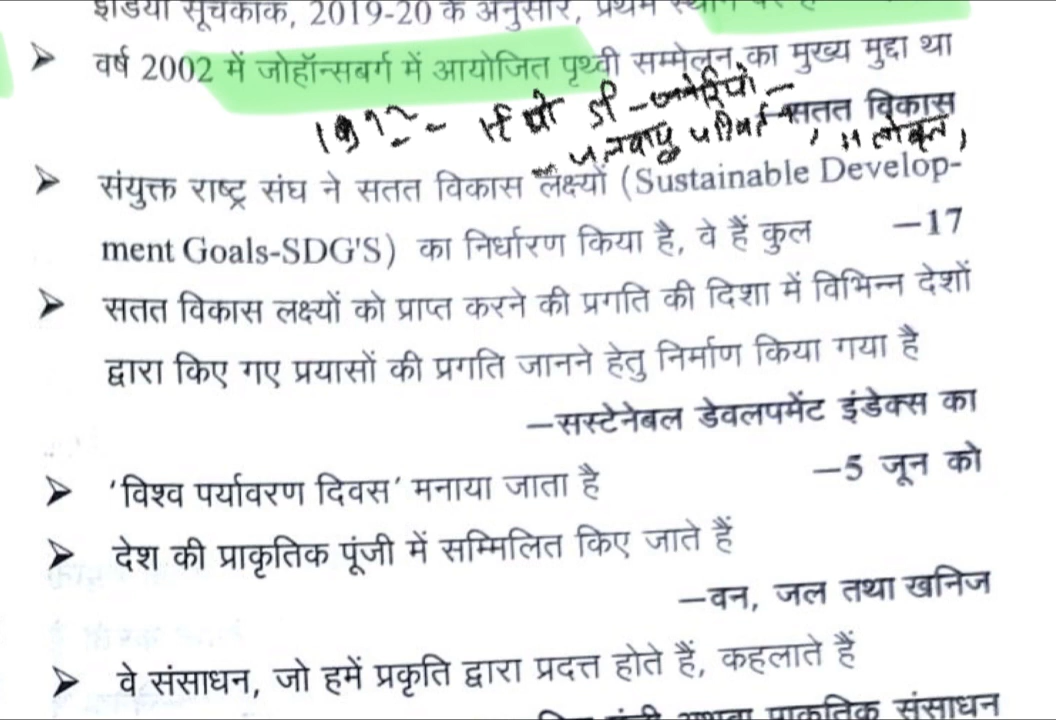 इंडिया सूचकांक, 2019-20 के अनुसार, प्रथम स्थान पर है
➤ वर्ष 2002 में जोहॉन्सबर्ग में आयोजित पृथ्वी सम्मेलन का मुख्य मुद्दा था
–सतत विकास
➤ संयुक्त राष्ट्र संघ ने सतत विकास लक्ष्यों (Sustainable Develop-
ment Goals-SDG'S) का निर्धारण किया है, वे हैं कुल –17
➤ सतत विकास लक्ष्यों को प्राप्त करने की प्रगति की दिशा में विभिन्न देशों
द्वारा किए गए प्रयासों की प्रगति जानने हेतु निर्माण किया गया है
–सस्टेनेबल डेवलपमेंट इंडेक्स का
➤ 'विश्व पर्यावरण दिवस' मनाया जाता है –5 जून को
➤ देश की प्राकृतिक पूंजी में सम्मिलित किए जाते हैं
–वन, जल तथा खनिज
➤ वे संसाधन, जो हमें प्रकृति द्वारा प्रदत्त होते हैं, कहलाते हैं
अथवा प्राकृतिक संसाधन